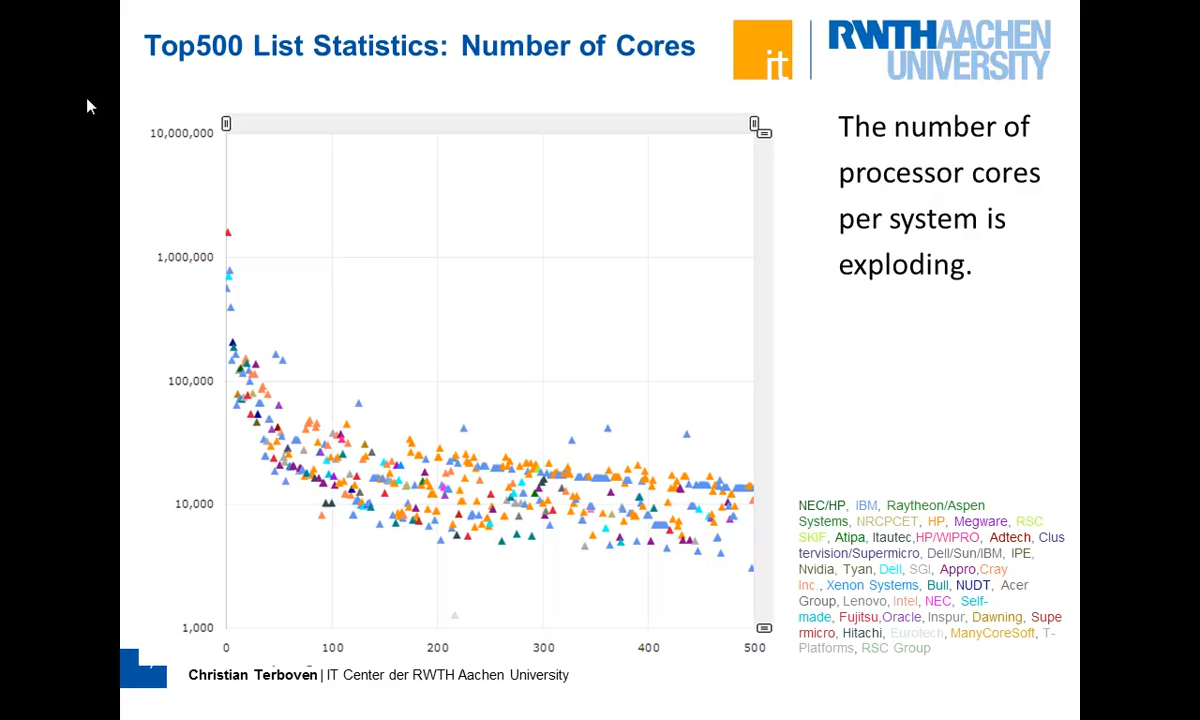 Top500 List Statistics: Number of Cores
it
RWTHAACHEN
UNIVERSITY
The number of
processor cores
per system is
exploding.
10,000,000
1,000,000
100,000
10,000
1,000
0
100
200
300
400
500
NEC/HP, IBM, Raytheon/Aspen
Systems, NRCPCET, HP, Megware, RSC
SKIF, Atipa, Itautec,HP/WIPRO, Adtech, Clus
tervision/Supermicro, Dell/Sun/IBM, IPE,
Nvidia, Tyan, Dell, SGI, Appro,Cray
Inc., Xenon Systems, Bull, NUDT, Acer
Group, Lenovo, Intel, NEC, Self-
made, Fujitsu,Oracle, Inspur, Dawning, Supe
rmicro, Hitachi, Eurotech, ManyCoreSoft, T-
Platforms, RSC Group
Christian Terboven | IT Center der RWTH Aachen University